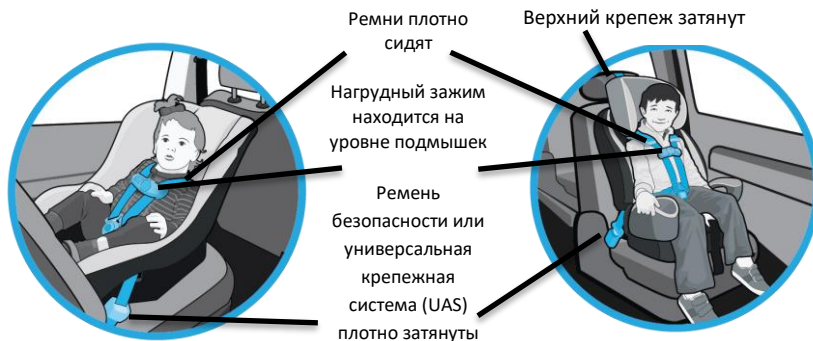 Ремни плотно
сидят
Верхний крепеж затянут
Нагрудный зажим
находится на
уровне подмышек
Ремень
безопасности или
универсальная
крепежная
система (UAS)
плотно затянуты